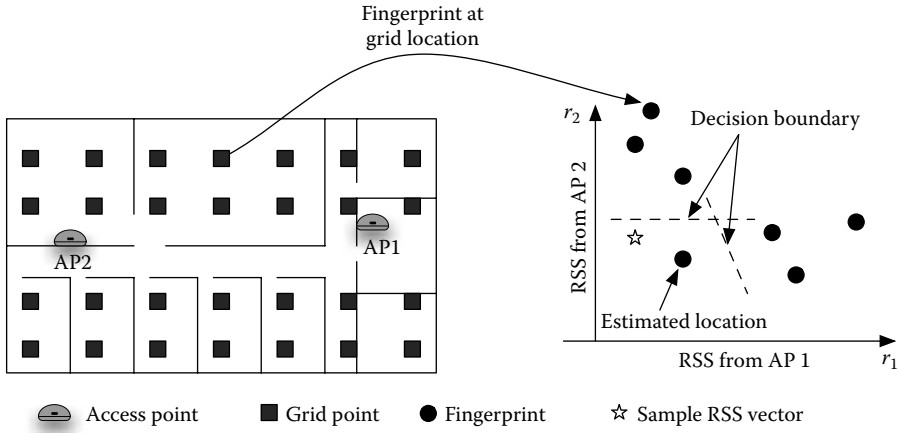 Fingerprint at
grid location
r2
Decision boundary
RSS from AP 2
AP1
AP2
Estimated location
RSS from AP 1
r1
Access point
Grid point
Fingerprint
Sample RSS vector